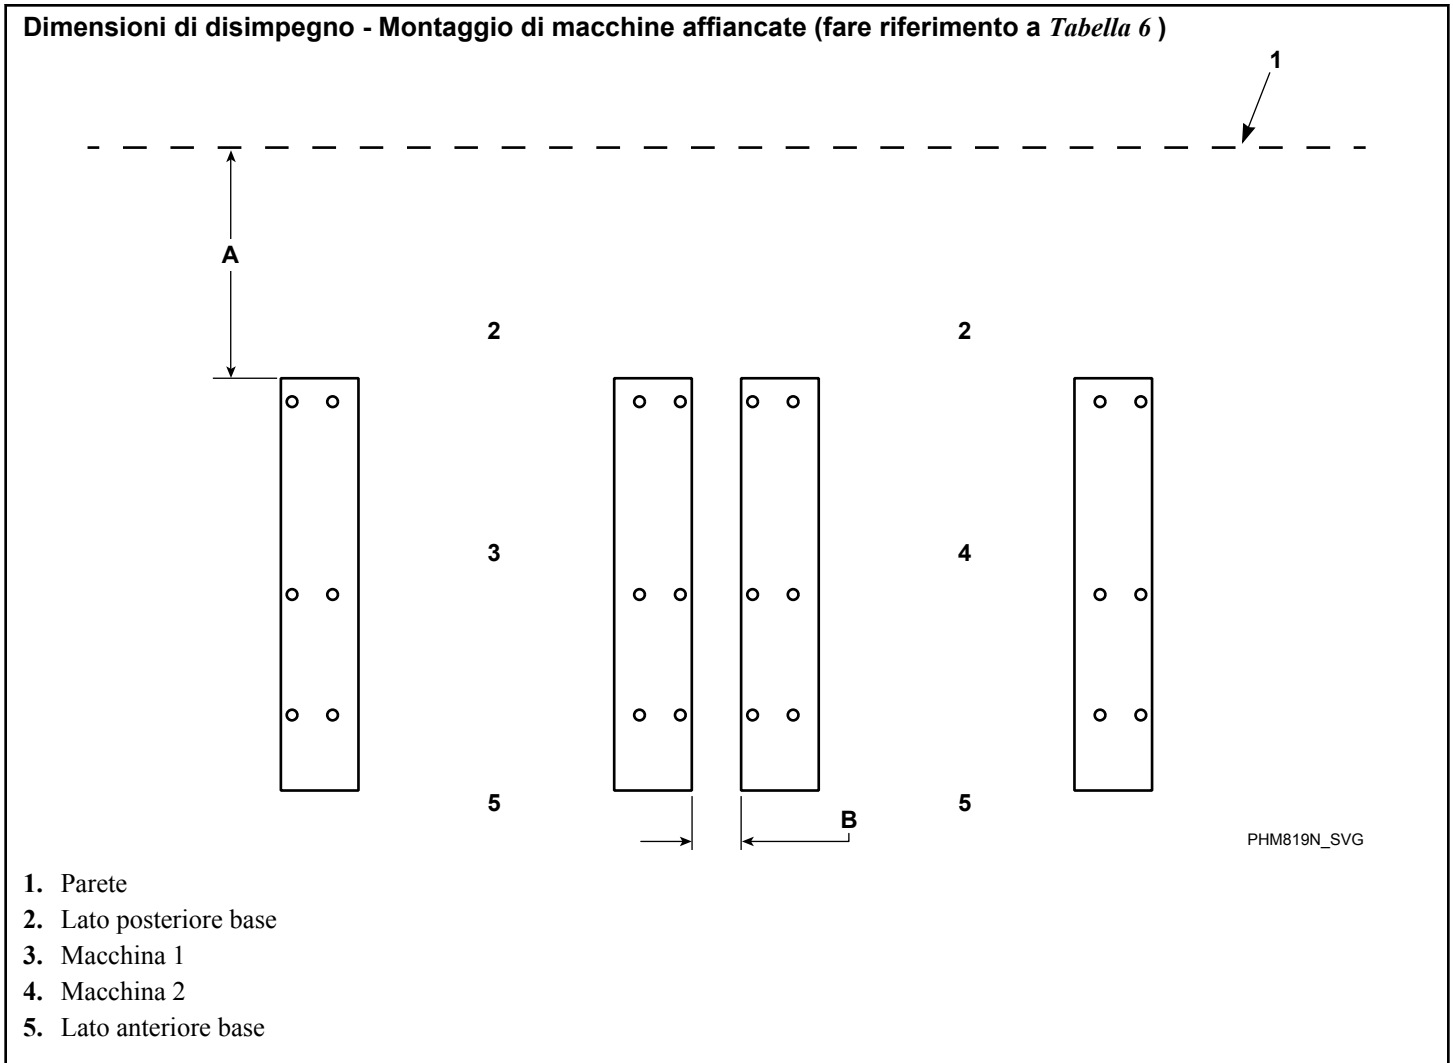 Dimensioni di disimpegno - Montaggio di macchine affiancate (fare riferimento a Tabella 6 )
1
A
2 2
3 4
5 5
B
PHM819N_SVG
1. Parete
2. Lato posteriore base
3. Macchina 1
4. Macchina 2
5. Lato anteriore base